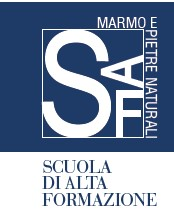 MARMO E
PIETRE NATURALI
SAF
SCUOLA
DI ALTA
FORMAZIONE